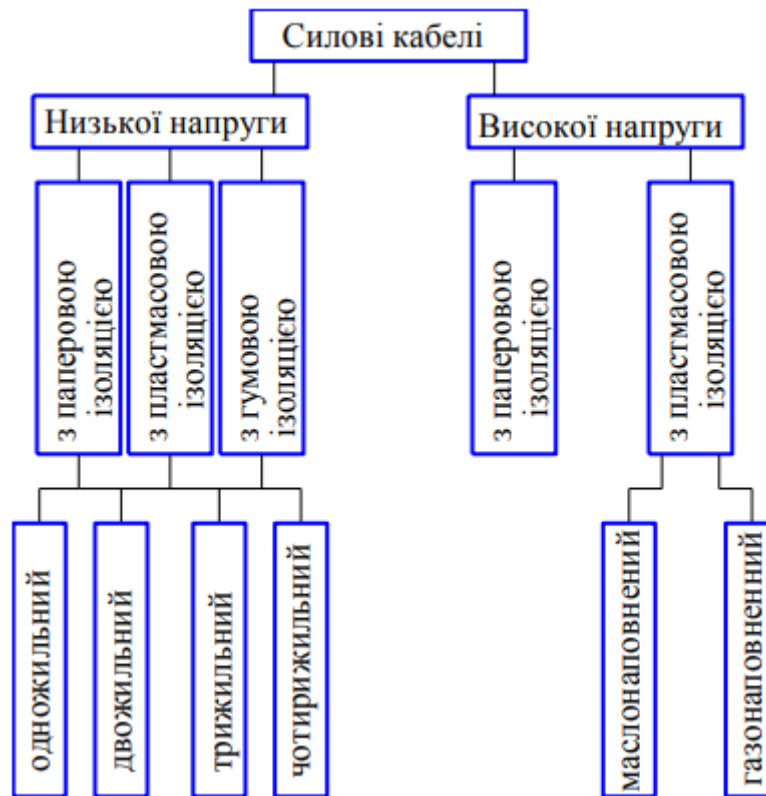 Силові кабелі
Низької напруги
Високої напруги
з паперовою
ізоляцією
з пластмасовою
ізоляцією
з гумовою
ізоляцією
з паперовою
ізоляцією
з пластмасовою
ізоляцією
одножильний
двожильний
трижильний
чотирижильний
маслонаповнений
газонаповненний